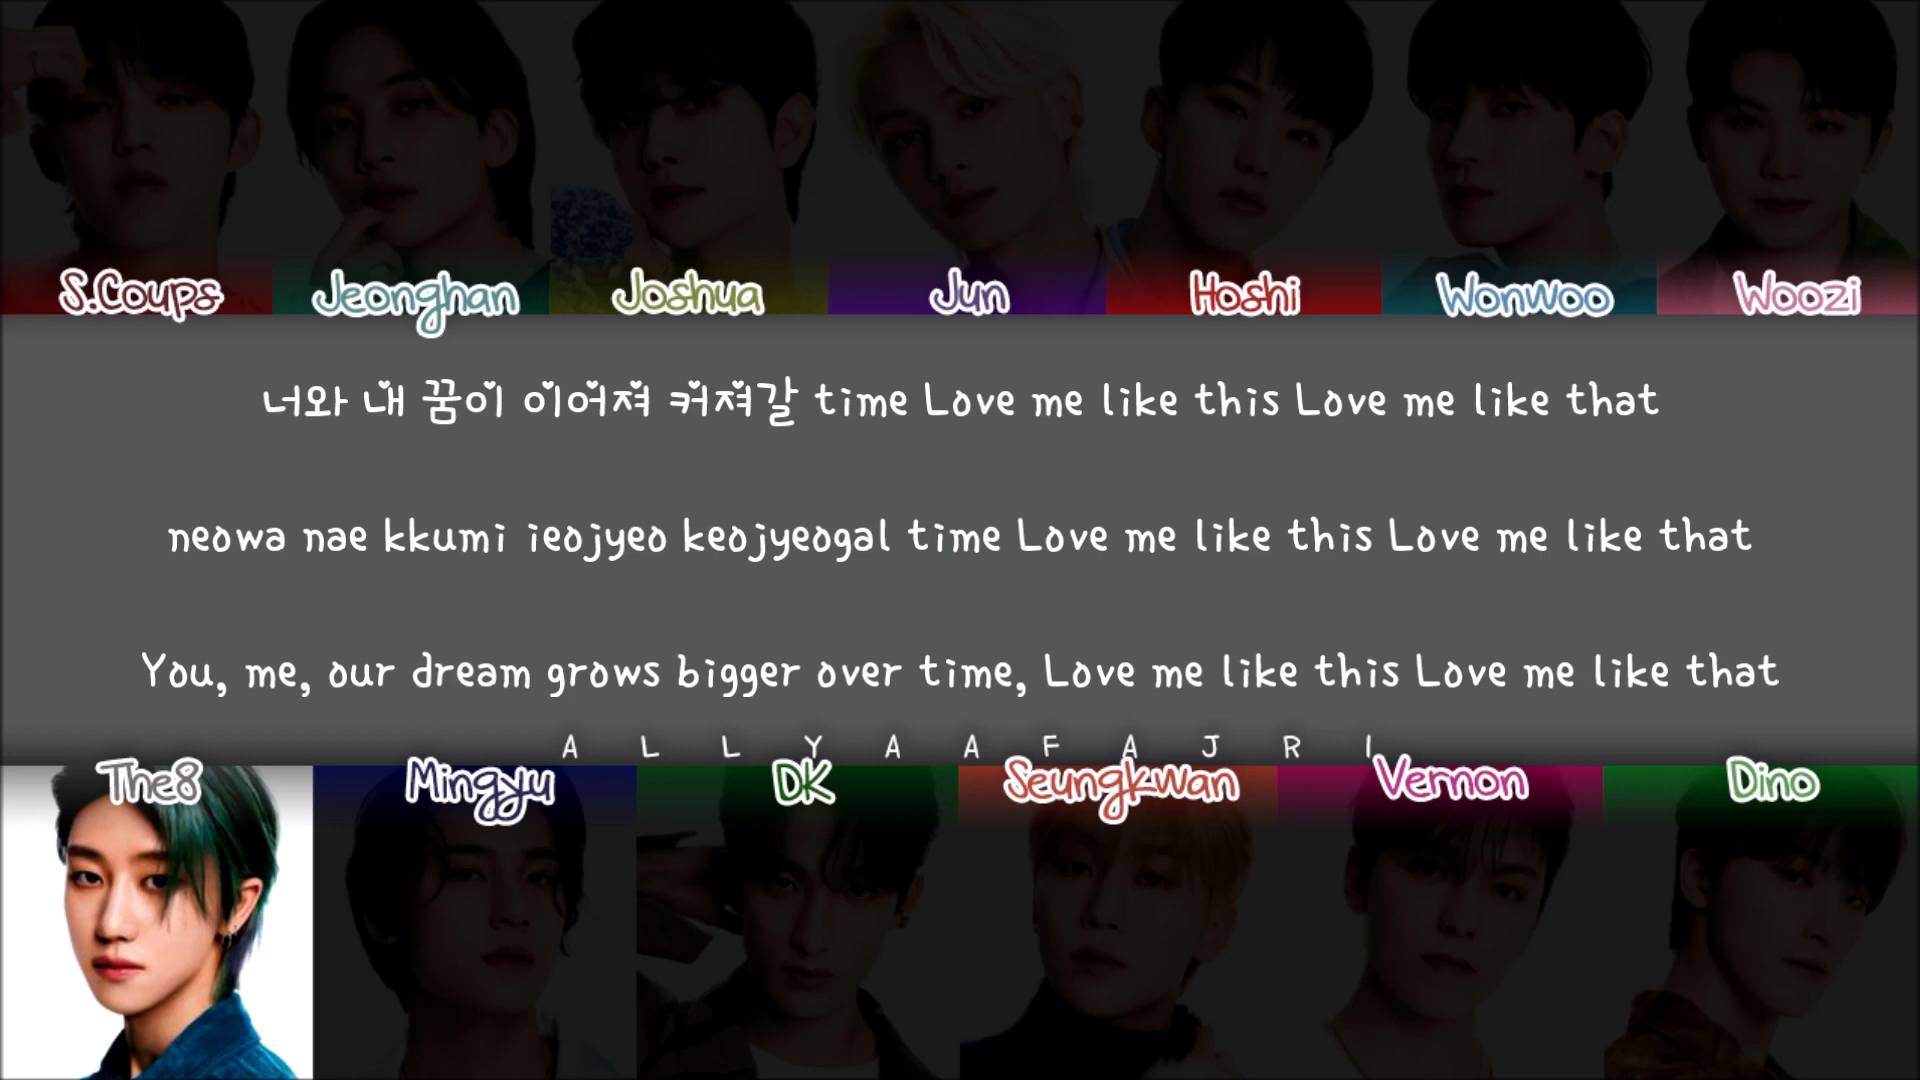 S.Coups Jeonghan Joshua Jun Hoshi Wonwoo Woozi
너와 내 꿈이 이어져 커져갈 time Love me like this Love me like that
neowa nae kkumi ieojyeo keojyeogal time Love me like this Love me like that
You, me, our dream grows bigger over time, Love me like this Love me like that
A L L Y A A F A J R I
The8 Mingyu DK Seungkwan Vernon Dino